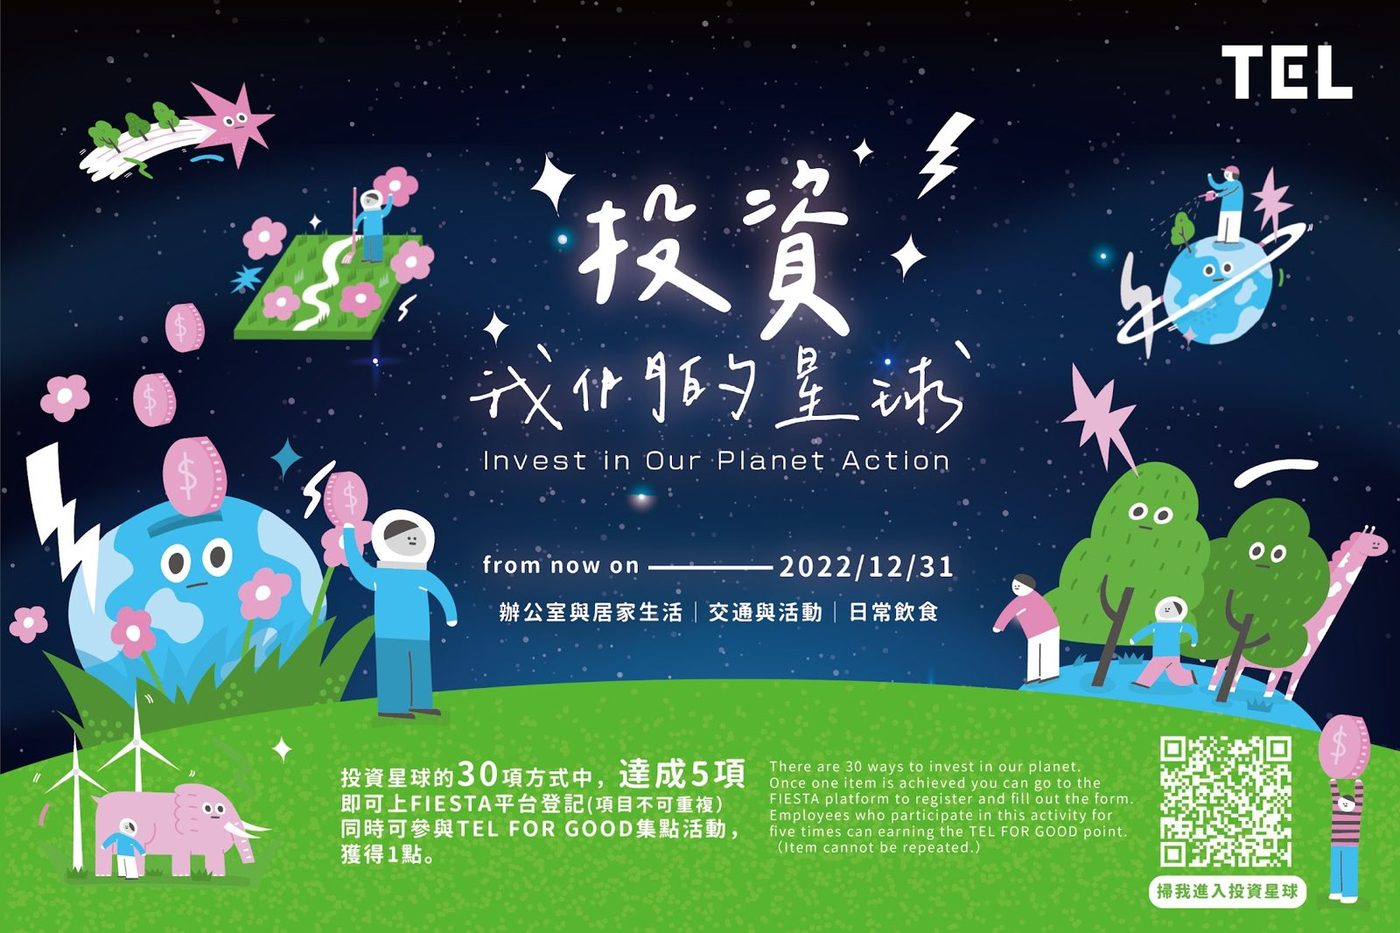 TEL
投資
我們的星球
Invest in Our Planet Action
from now on 2022/12/31
辦公室與居家生活｜交通與活動｜日常飲食
投資星球的30項方式中，達成5項
即可上FIESTA平台登記(項目不可重複)
同時可參與TEL FOR GOOD集點活動，
獲得1點。
There are 30 ways to invest in our planet.
Once one item is achieved you can go to the
FIESTA platform to register and fill out the form.
Employees who participate in this activity for
five times can earning the TEL FOR GOOD point.
（Item cannot be repeated.）
掃我進入投資星球